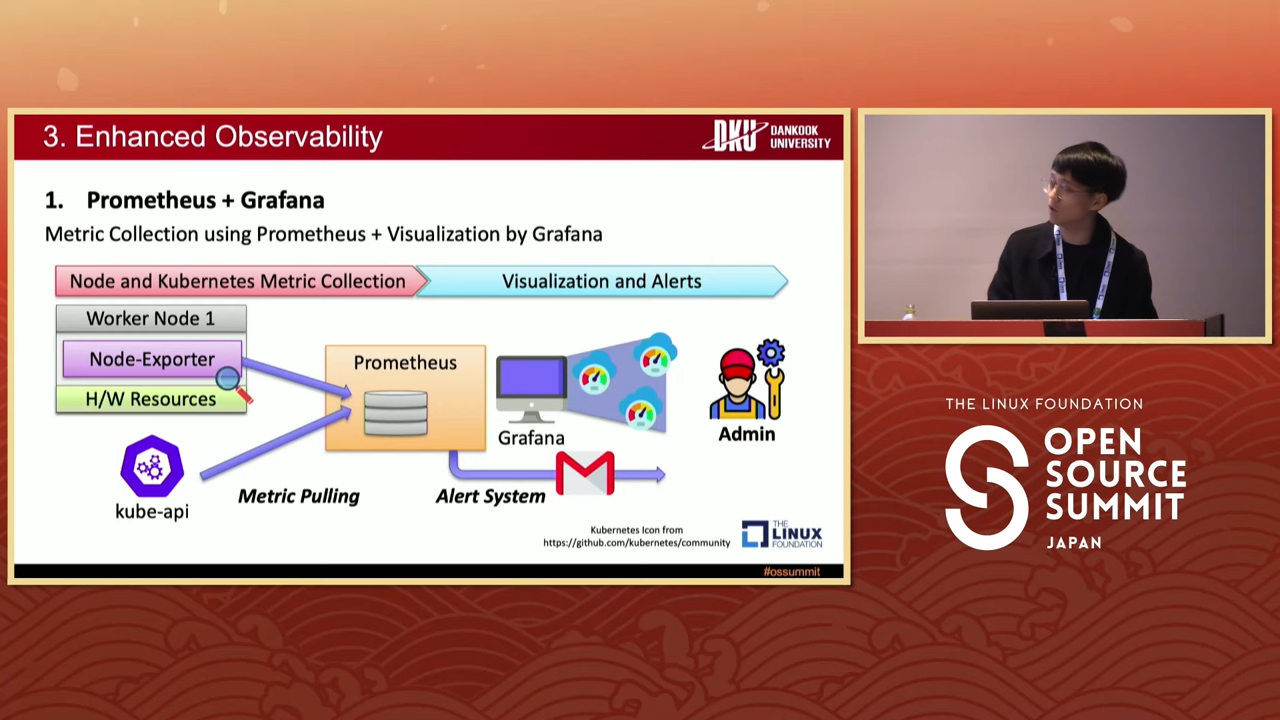 3. Enhanced Observability
DKU DANKOOK
UNIVERSITY
1. Prometheus + Grafana
Metric Collection using Prometheus + Visualization by Grafana
Node and Kubernetes Metric Collection
Visualization and Alerts
Worker Node 1
Node-Exporter
H/W Resources
Prometheus
Grafana
Admin
kube-api
Metric Pulling
Alert System
Kubernetes Icon from
https://github.com/kubernetes/community
THE
LINUX
FOUNDATION
#ossummit
THE LINUX FOUNDATION
OPEN
SOURCE
SUMMIT
JAPAN